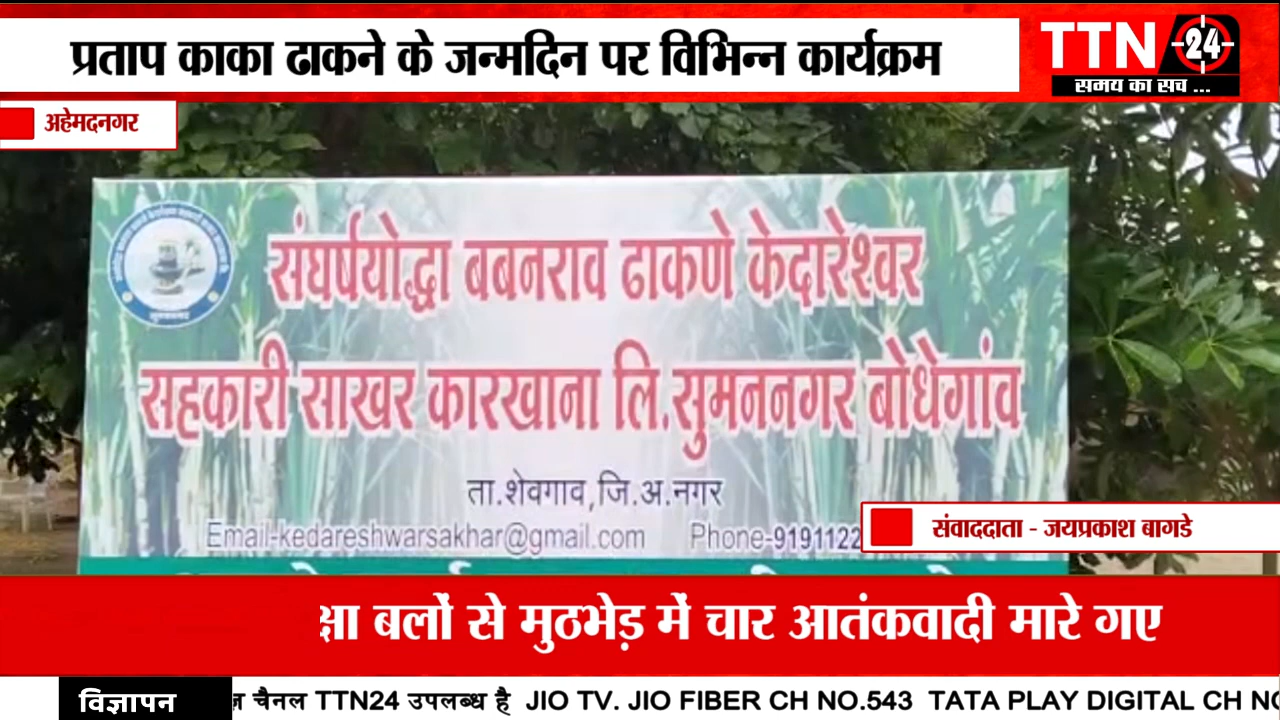 प्रताप काका ढाकने के जन्मदिन पर विभिन्न कार्यक्रम
TTN 24
समय का सच ...
अहेमदनगर
संघर्षयोद्धा बबनराव ढाकणे केदारेश्वर
सहकारी साखर कारखाना लि.सुमननगर बोधेगांव
ता.शेवगाव,जि.अ.नगर
Email-kedareshwarsakhar@gmail.com Phone-9191122
संवाददाता - जयप्रकाश बागडे
बलों से मुठभेड़ में चार आतंकवादी मारे गए
विज्ञापन
चैनल TTN24 उपलब्ध है JIO TV. JIO FIBER CH NO.543 TATA PLAY DIGITAL CH